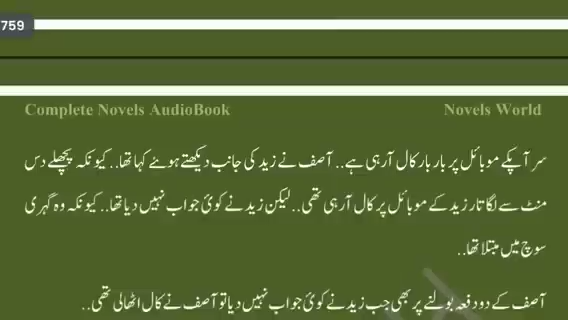 759
Complete Novels AudioBook Novels World
سر آپکے موبائل پر بار بار کال آرہی ہے.. آصف نے زید کی جانب دیکھتے ہوئے کہا تھا.. کیونکہ پچھلے دس
منٹ سے لگاتار زید کے موبائل پر کال آرہی تھی.. لیکن زید نے کوئ جواب نہیں دیا تھا.. کیونکہ وہ گہری
سوچ میں مبتلا تھا..
آصف کے دو دفعہ بولنے پر بھی جب زید نے کوئ جواب نہیں دیا تو آصف نے کال اٹھالی تھی..